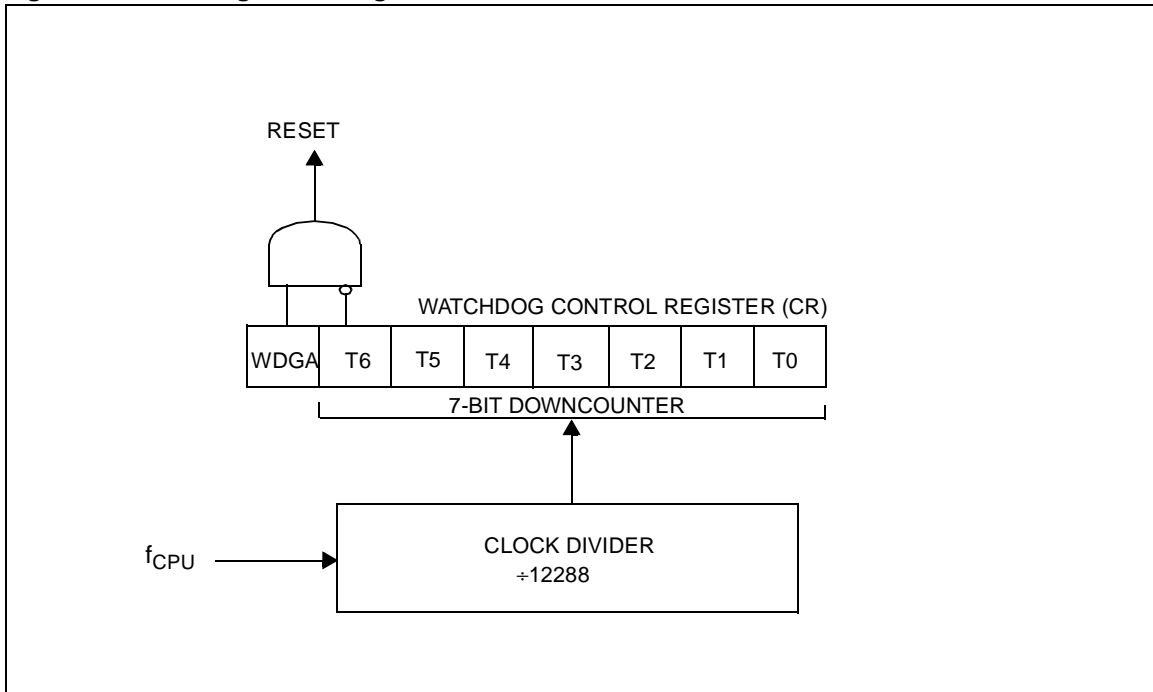 RESET
WATCHDOG CONTROL REGISTER (CR)
WDGA T6 T5 T4 T3 T2 T1 T0
7-BIT DOWNCOUNTER
fCPU
CLOCK DIVIDER
÷12288